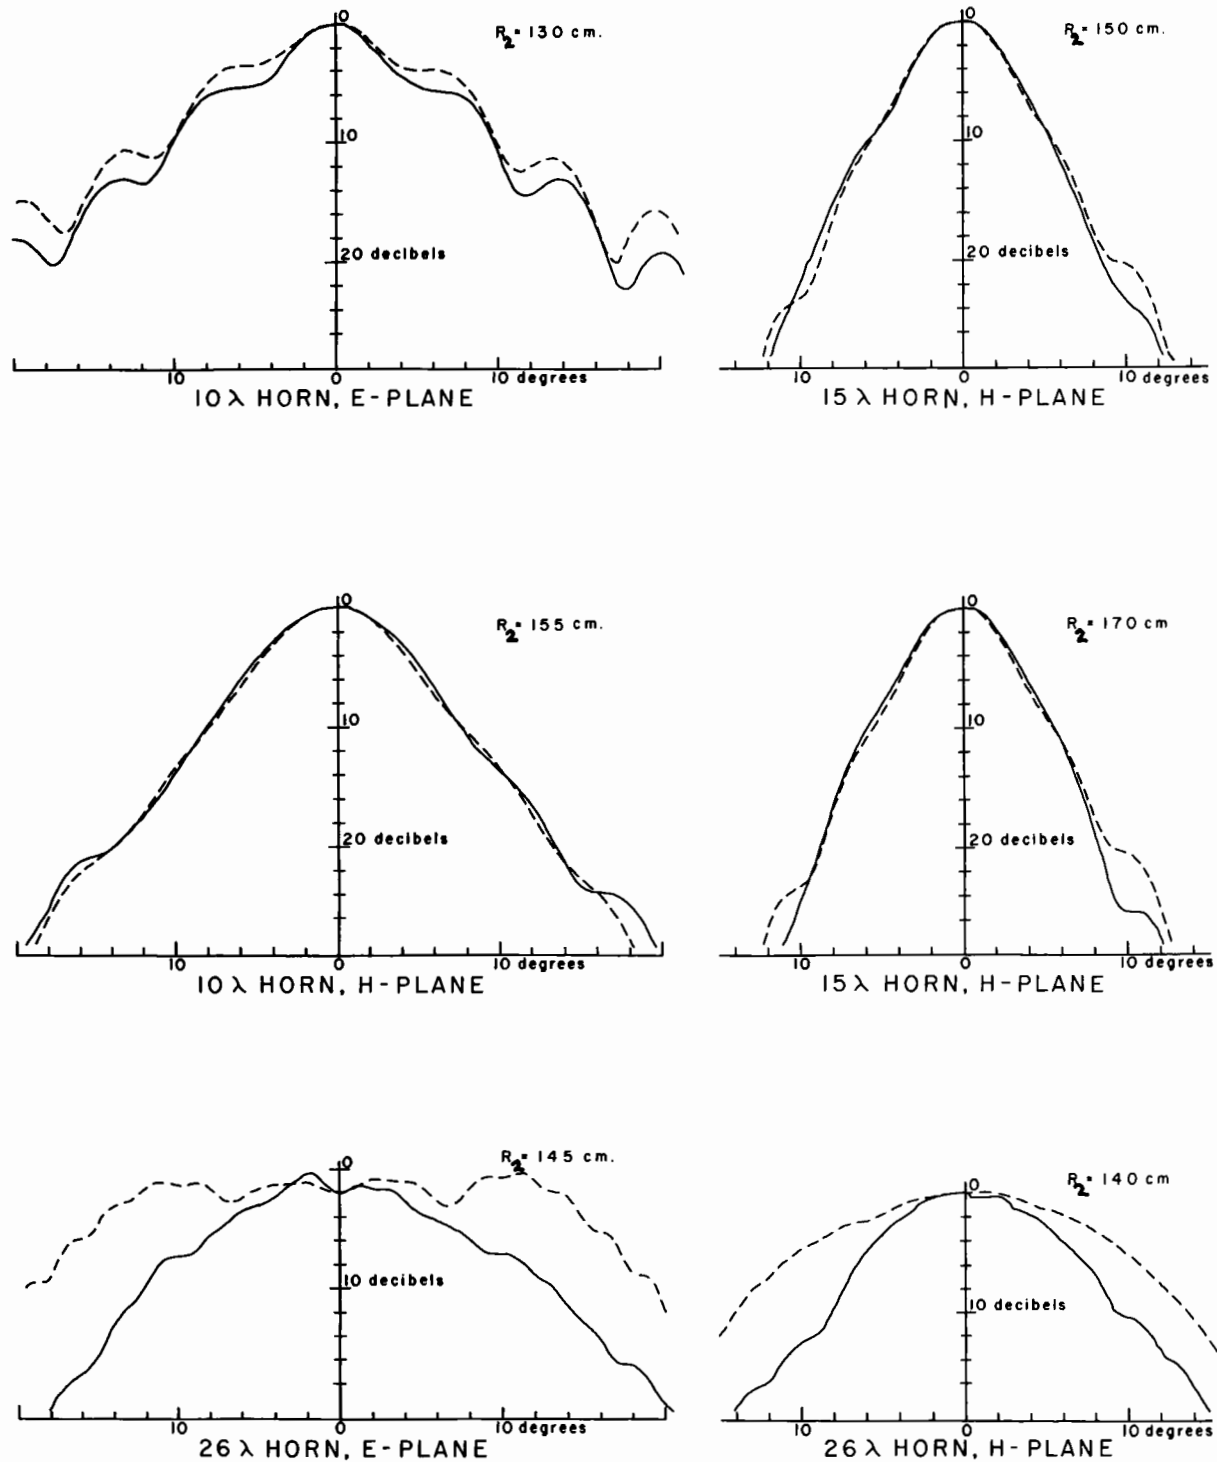 0
R₂= 130 cm.
10
20 decibels
10 0 10 degrees
10 λ HORN, E-PLANE
0
R₂= 150 cm.
10
20 decibels
10 0 10 degrees
15 λ HORN, H-PLANE
0
R₂= 155 cm.
10
20 decibels
10 0 10 degrees
10 λ HORN, H-PLANE
0
R₂= 170 cm
10
20 decibels
10 0 10 degrees
15 λ HORN, H-PLANE
0
R₂= 145 cm.
10 decibels
10 0 10 degrees
26 λ HORN, E-PLANE
0
R₂= 140 cm
10 decibels
10 0 10 degrees
26 λ HORN, H-PLANE